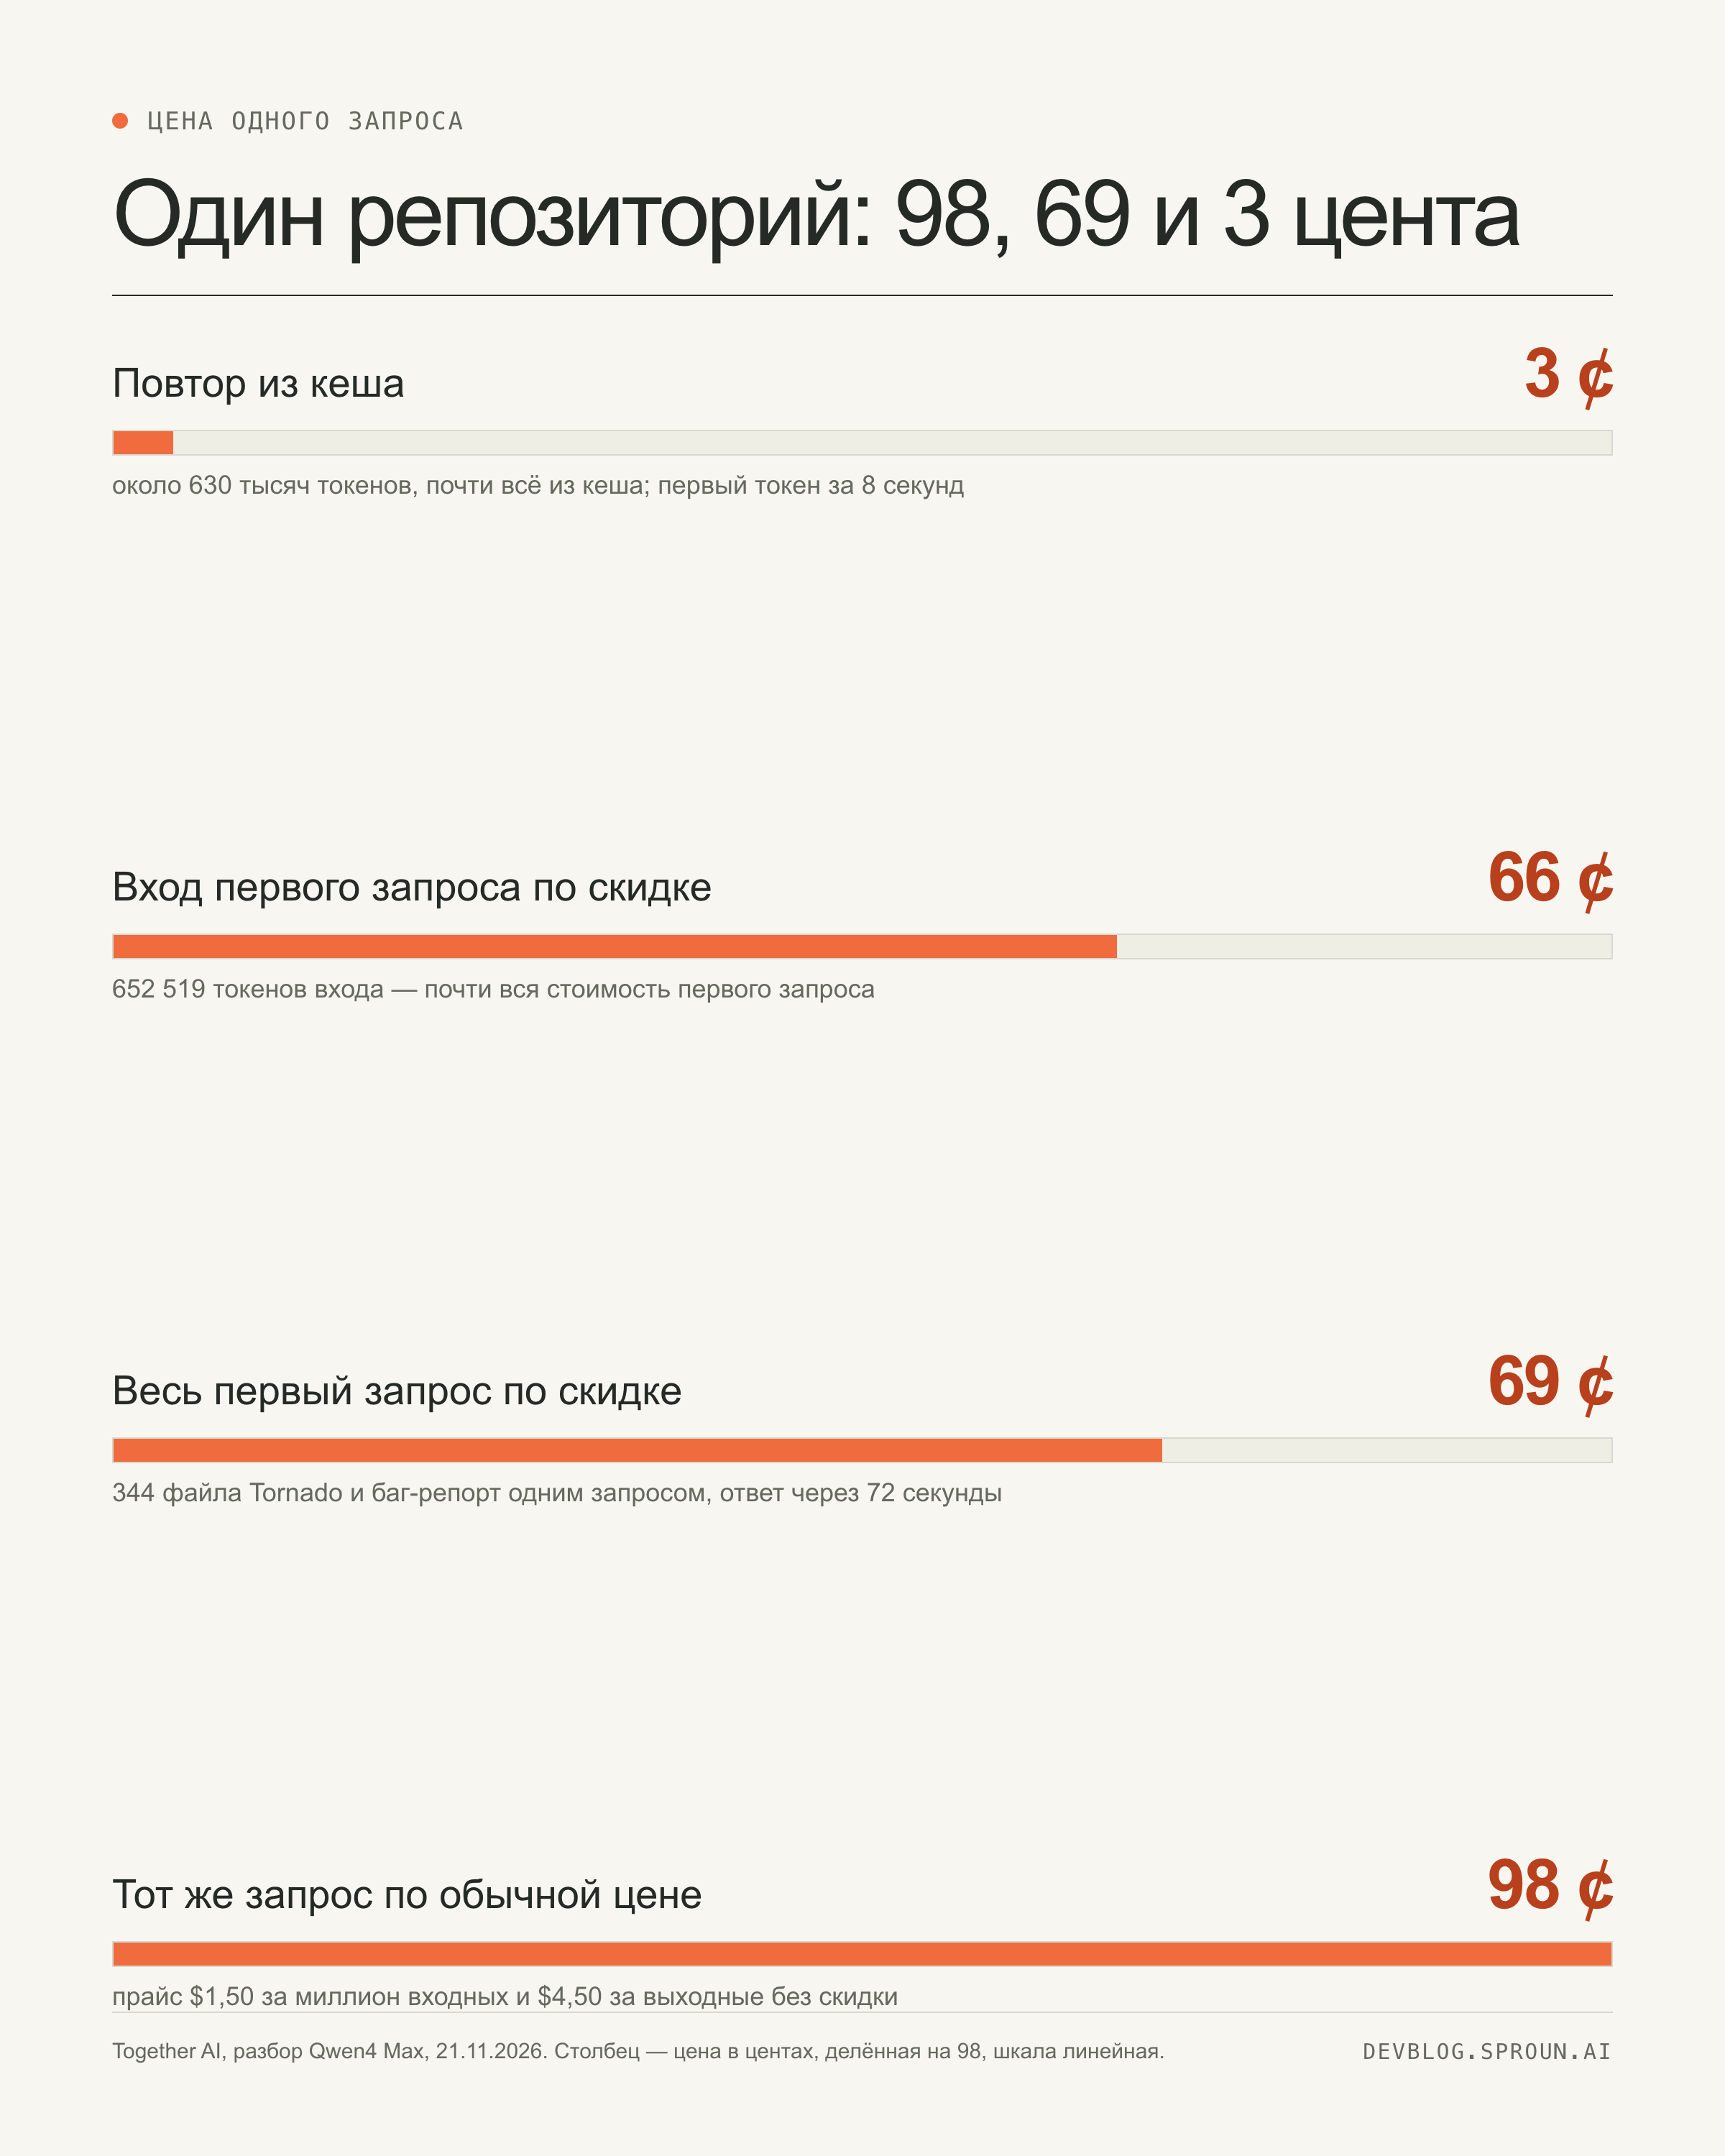 ЦЕНА ОДНОГО ЗАПРОСА
Один репозиторий: 98, 69 и 3 цента
Повтор из кеша
3 ¢
около 630 тысяч токенов, почти всё из кеша; первый токен за 8 секунд
Вход первого запроса по скидке
66 ¢
652 519 токенов входа — почти вся стоимость первого запроса
Весь первый запрос по скидке
69 ¢
344 файла Tornado и баг-репорт одним запросом, ответ через 72 секунды
Тот же запрос по обычной цене
98 ¢
прайс $1,50 за миллион входных и $4,50 за выходные без скидки
Together AI, разбор Qwen4 Max, 21.11.2026. Столбец — цена в центах, делённая на 98, шкала линейная.
DEVBLOG.SPROUN.AI